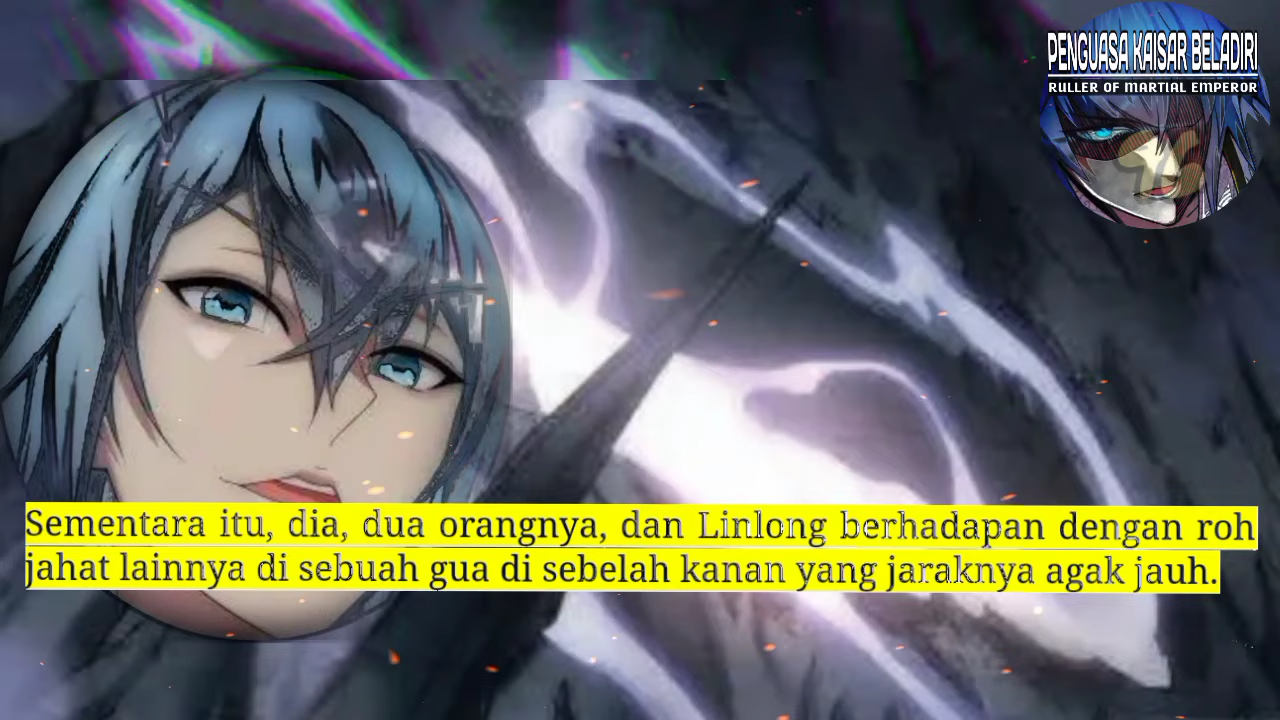 PENGUASA KAISAR BELADIRI
RULLER OF MARTIAL EMPEROR
Sementara itu, dia, dua orangnya, dan Linlong berhadapan dengan roh
jahat lainnya di sebuah gua di sebelah kanan yang jaraknya agak jauh.